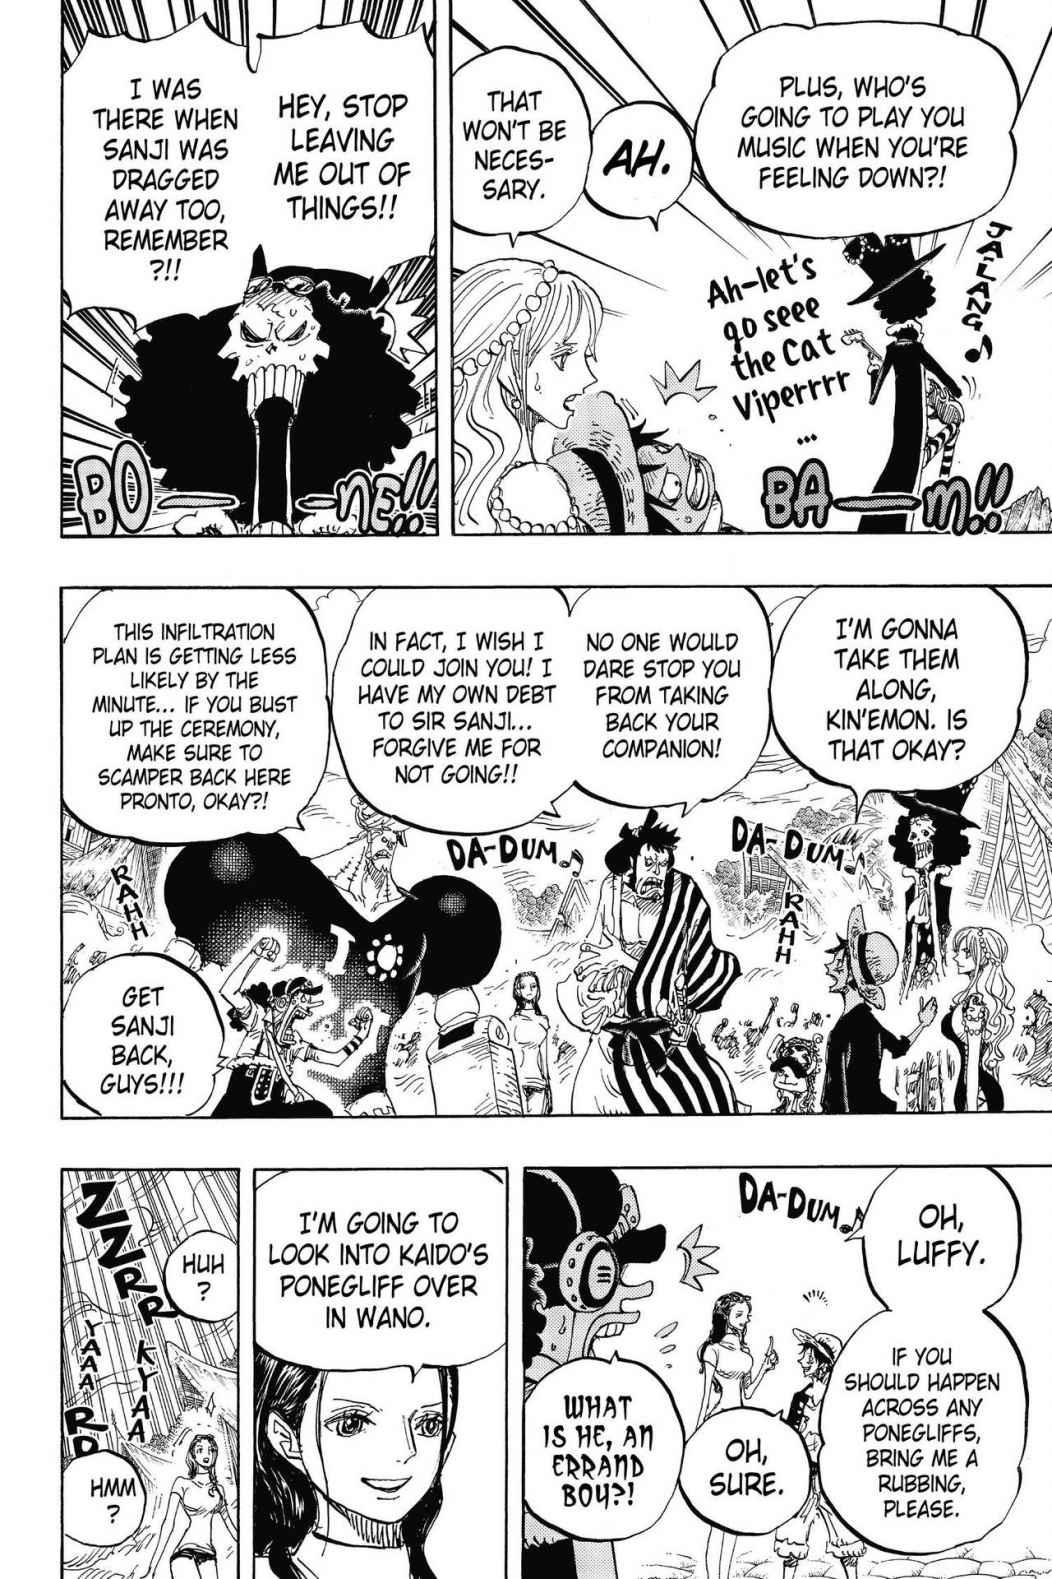 PLUS, WHO'S
GOING TO PLAY YOU
MUSIC WHEN YOU'RE
FEELING DOWN?!
JA-LANG
AH.
THAT
WON'T BE
NECES-
SARY.
Ah-let's
go seee
the Cat
Viperrrr
...
BA—M!!
HEY, STOP
LEAVING
ME OUT OF
THINGS!!
I WAS
THERE WHEN
SANJI WAS
DRAGGED
AWAY TOO,
REMEMBER
?!!
BO—-NE!!
I'M GONNA
TAKE THEM
ALONG,
KIN'EMON. IS
THAT OKAY?
NO ONE WOULD
DARE STOP YOU
FROM TAKING
BACK YOUR
COMPANION!
IN FACT, I WISH I
COULD JOIN YOU! I
HAVE MY OWN DEBT
TO SIR SANJI...
FORGIVE ME FOR
NOT GOING!!
THIS INFILTRATION
PLAN IS GETTING LESS
LIKELY BY THE
MINUTE... IF YOU BUST
UP THE CEREMONY,
MAKE SURE TO
SCAMPER BACK HERE
PRONTO, OKAY?!
DA-DUM
DA-DUM
RAHH
RAHH
GET
SANJI
BACK,
GUYS!!!
OH,
LUFFY.
DA-DUM
IF YOU
SHOULD HAPPEN
ACROSS ANY
PONEGLIFFS,
BRING ME A
RUBBING,
PLEASE.
OH,
SURE.
WHAT
IS HE, AN
ERRAND
BOY?!
I'M GOING TO
LOOK INTO KAIDO'S
PONEGLIFF OVER
IN WANO.
ZZRR
HUH
?
KYAA
YAAA
HMM
?